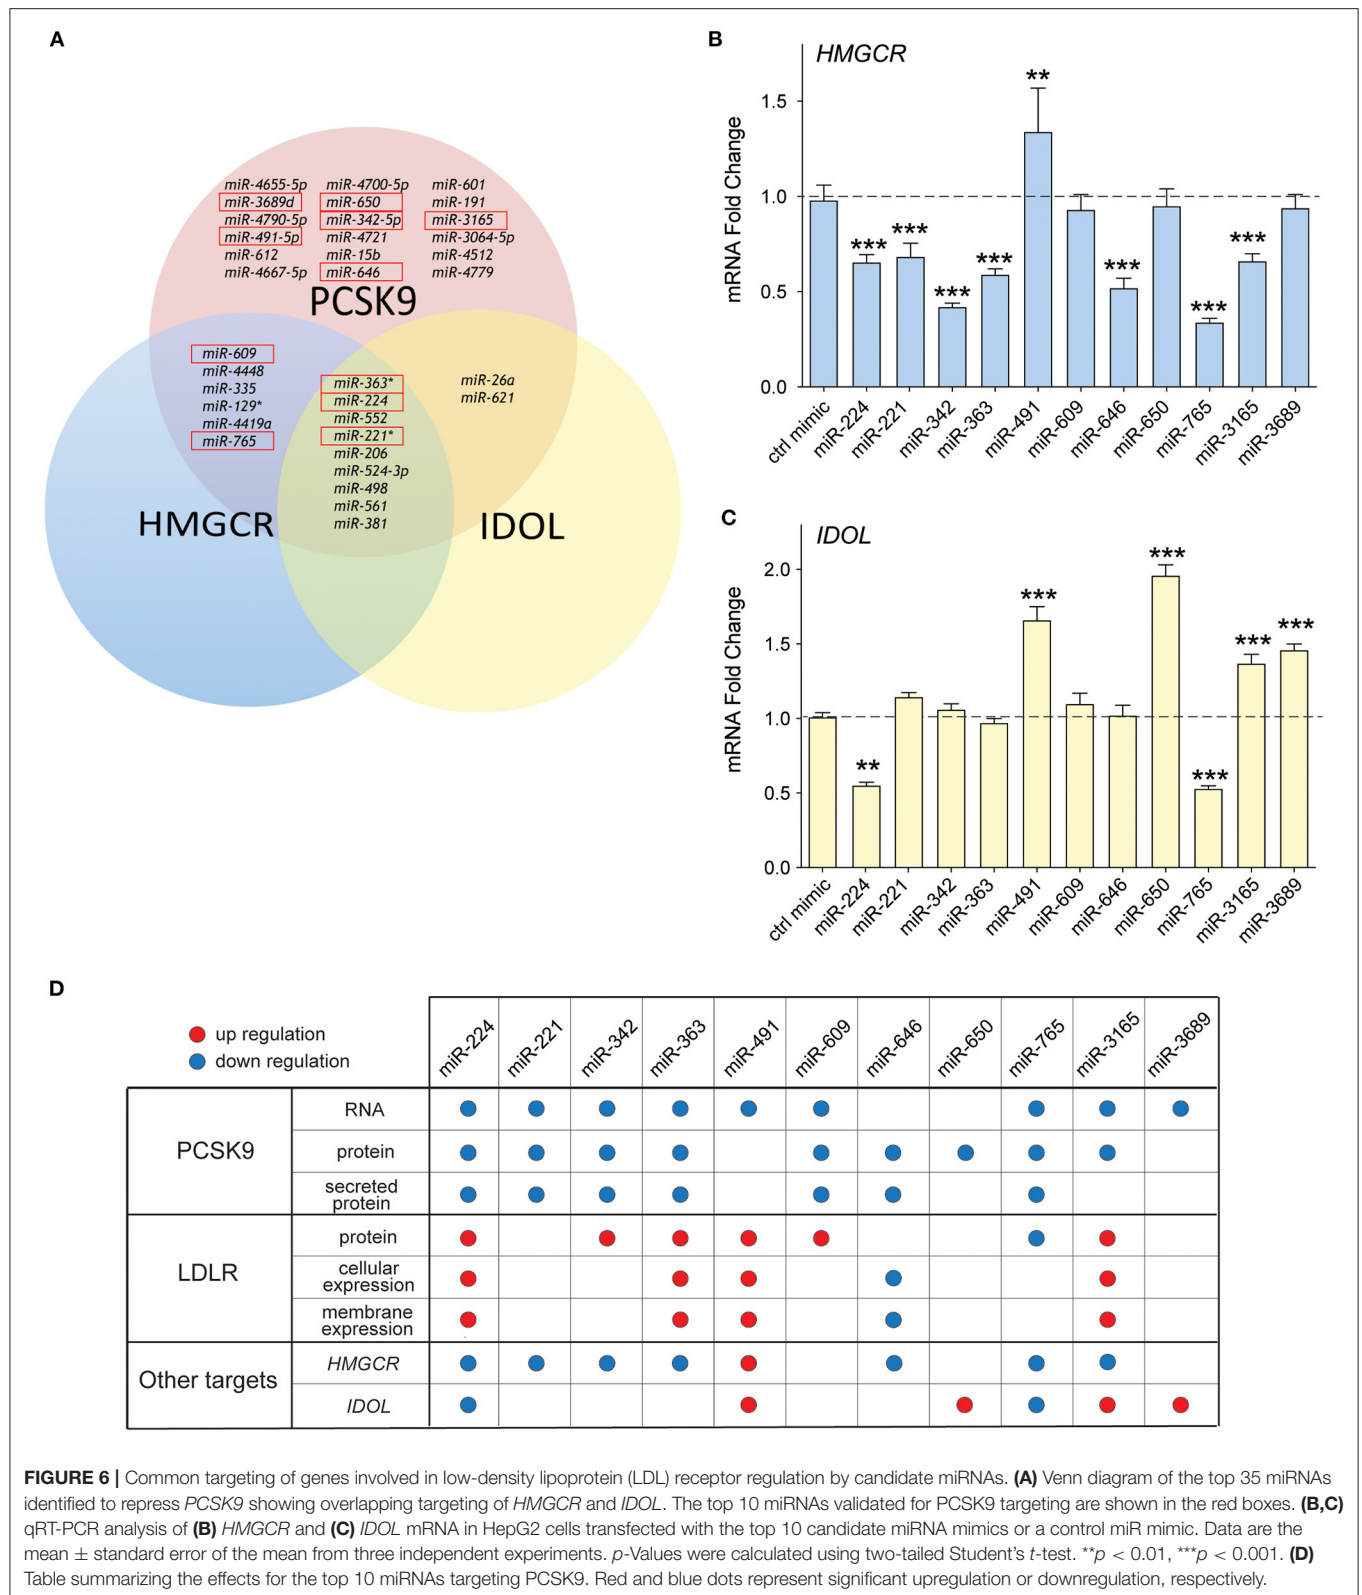 A
miR-4655-5p miR-4700-5p miR-601
miR-3689d miR-650 miR-191
miR-4790-5p miR-342-5p miR-3165
miR-491-5p miR-4721 miR-3064-5p
miR-612 miR-15b miR-4512
miR-4667-5p miR-646 miR-4779
PCSK9
miR-609
miR-4448
miR-335
miR-129*
miR-4419a
miR-765
miR-363*
miR-224
miR-552
miR-221*
miR-206
miR-524-3p
miR-498
miR-561
miR-381
miR-26a
miR-621
HMGCR
IDOL
B
HMGCR
mRNA Fold Change
1.5
1.0
0.5
0.0
*** *** *** *** ** *** *** ***
ctrl mimic miR-224 miR-221 miR-342 miR-363 miR-491 miR-609 miR-646 miR-650 miR-765 miR-3165 miR-3689
C
IDOL
mRNA Fold Change
2.0
1.5
1.0
0.5
0.0
** *** *** *** *** ***
ctrl mimic miR-224 miR-221 miR-342 miR-363 miR-491 miR-609 miR-646 miR-650 miR-765 miR-3165 miR-3689
D
up regulation
down regulation
miR-224 miR-221 miR-342 miR-363 miR-491 miR-609 miR-646 miR-650 miR-765 miR-3165 miR-3689
PCSK9
RNA
protein
secreted
protein
LDLR
protein
cellular
expression
membrane
expression
Other targets
HMGCR
IDOL
FIGURE 6 | Common targeting of genes involved in low-density lipoprotein (LDL) receptor regulation by candidate miRNAs. (A) Venn diagram of the top 35 miRNAs
identified to repress PCSK9 showing overlapping targeting of HMGCR and IDOL. The top 10 miRNAs validated for PCSK9 targeting are shown in the red boxes. (B,C)
qRT-PCR analysis of (B) HMGCR and (C) IDOL mRNA in HepG2 cells transfected with the top 10 candidate miRNA mimics or a control miR mimic. Data are the
mean ± standard error of the mean from three independent experiments. p-Values were calculated using two-tailed Student's t-test. **p < 0.01, ***p < 0.001. (D)
Table summarizing the effects for the top 10 miRNAs targeting PCSK9. Red and blue dots represent significant upregulation or downregulation, respectively.